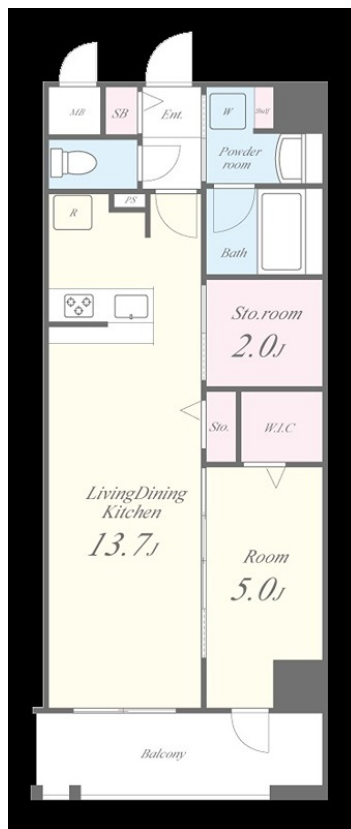 MB
SB
Ent.
W
Shelf
Powder
room
PS
R
Bath
Sto.room
2.0J
Sto.
W.I.C
LivingDining
Kitchen
13.7J
Room
5.0J
Balcony